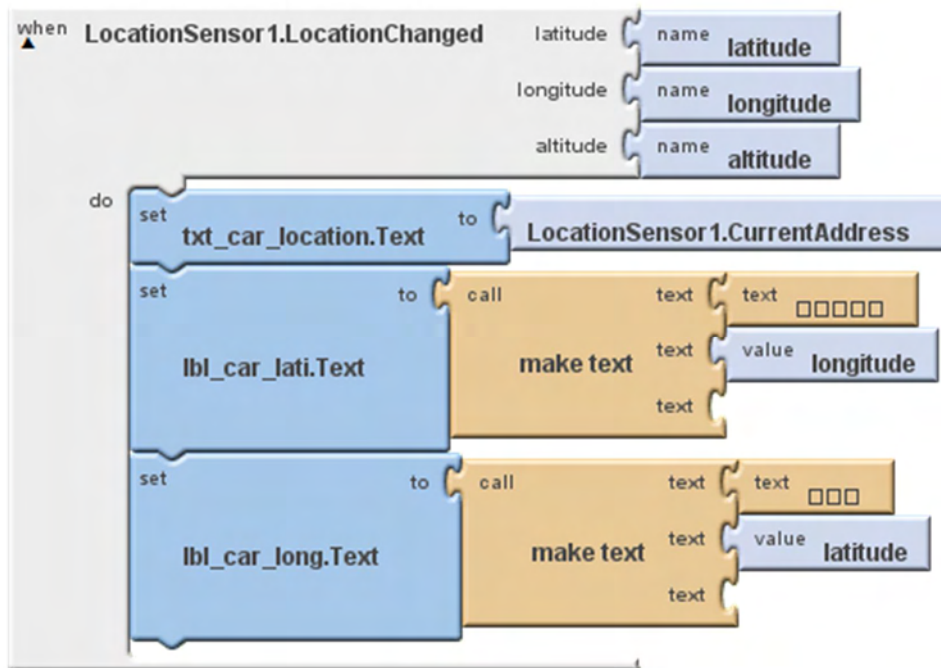 when LocationSensor1.LocationChanged latitude name latitude
longitude name longitude
altitude name altitude
do
set txt_car_location.Text to LocationSensor1.CurrentAddress
set lbl_car_lati.Text to call make text text text □□□□□
text value longitude
text
set lbl_car_long.Text to call make text text text □□□
text value latitude
text